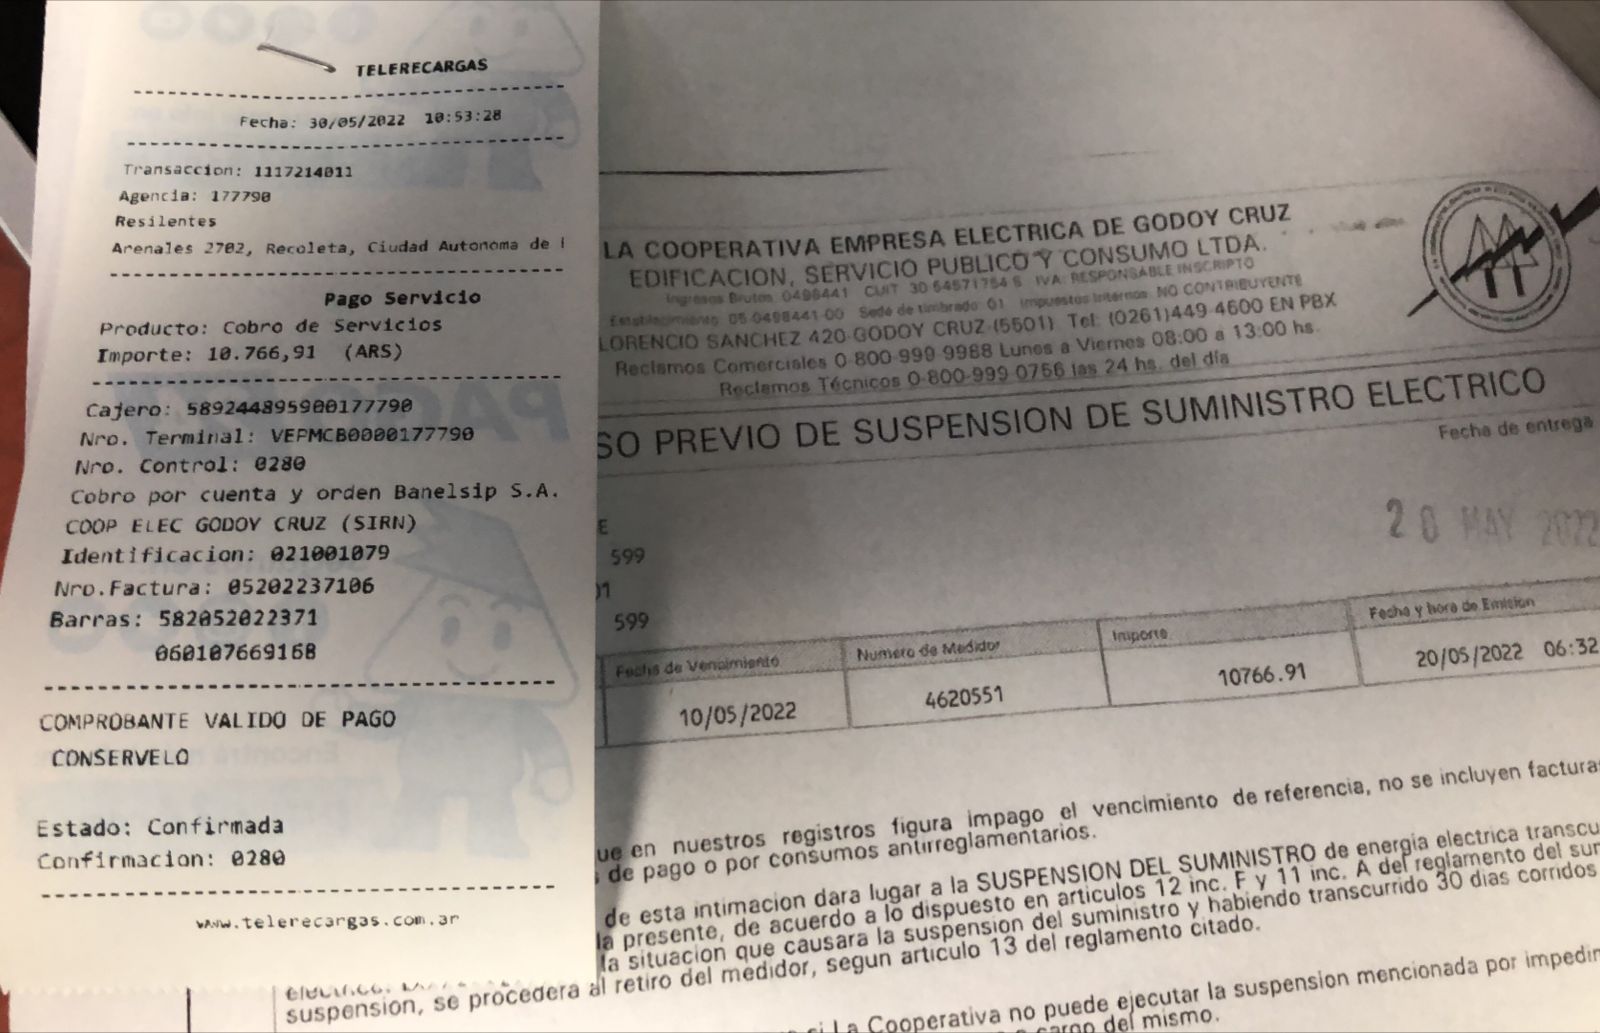 TELERECARGAS
Fecha: 30/05/2022 10:53:28
Transaccion: 1117214011
Agencia: 177790
Resilentes
Arenales 2702, Recoleta, Ciudad Autonoma de
Pago Servicio
Producto: Cobro de Servicios
Importe: 10.766,91 (ARS)
Cajero: 589244895900177790
Nro. Terminal: VEPMCB0000177790
Nro. Control: 0280
Cobro por cuenta y orden Banelsip S.A.
COOP ELEC GODOY CRUZ (SIRN)
Identificacion: 021001079
Nro.Factura: 05202237106
Barras: 582052022371
060107669168
COMPROBANTE VALIDO DE PAGO
CONSERVELO
Estado: Confirmada
Confirmacion: 0280
www.telerecargas.com.ar
LA COOPERATIVA EMPRESA ELECTRICA DE GODOY CRUZ
EDIFICACION, SERVICIO PUBLICO Y CONSUMO LTDA.
Ingresos Brutos 0498441 CUIT 30 54571754 5 IVA: RESPONSABLE INSCRIPTO
Establecimiento 05-0498441-00 Sede de timbrado 01 Impuestos Internos NO CONTRIBUYENTE
LORENCIO SANCHEZ 420-GODOY CRUZ-(5501) Tel: (0261)449-4600 EN PBX
Reclamos Comerciales 0-800-999-9988 Lunes a Viernes 08:00 a 13:00 hs.
Reclamos Técnicos 0-800-999 0756 las 24 hs. del día
SO PREVIO DE SUSPENSION DE SUMINISTRO ELECTRICO
Fecha de entrega
20 MAY 2022
E
599
01
599
Fecha de Vencimiento Numero de Medidor Importe Fecha y hora de Emision
10/05/2022 4620551 10766.91 20/05/2022 06:32
ue en nuestros registros figura impago el vencimiento de referencia, no se incluyen factura
de pago o por consumos antirreglamentarios.
de esta intimacion dara lugar a la SUSPENSION DEL SUMINISTRO de energia electrica transcu
la presente, de acuerdo a lo dispuesto en articulos 12 inc. F y 11 inc. A del reglamento del sum
la situacion que causara la suspension del suministro y habiendo transcurrido 30 dias corridos
suspension, se procedera al retiro del medidor, segun articulo 13 del reglamento citado.
si La Cooperativa no puede ejecutar la suspension mencionada por impedim
cargo del mismo.